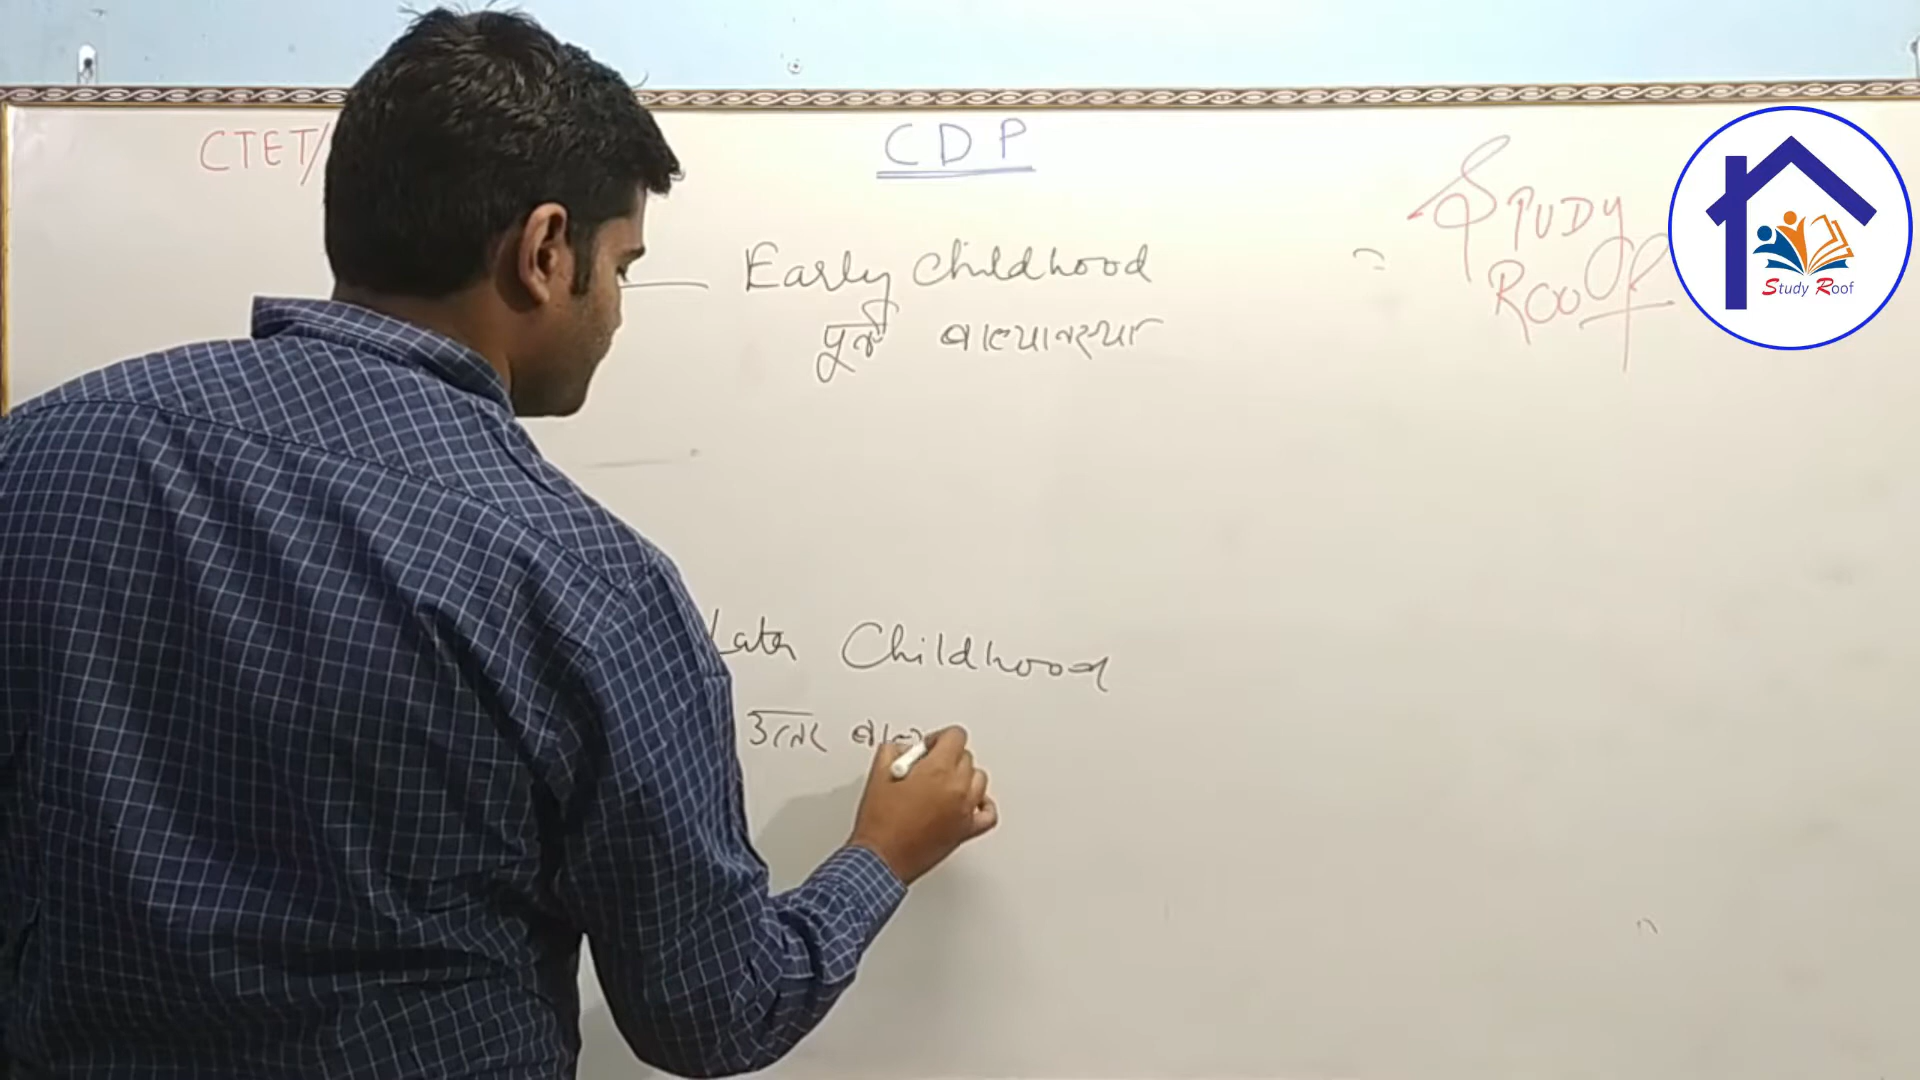 CTET/
CDP
STUDY
ROOF
Study Roof
Early childhood
पूर्व बाल्यावस्था
Later Childhood
उत्तर बाल्य